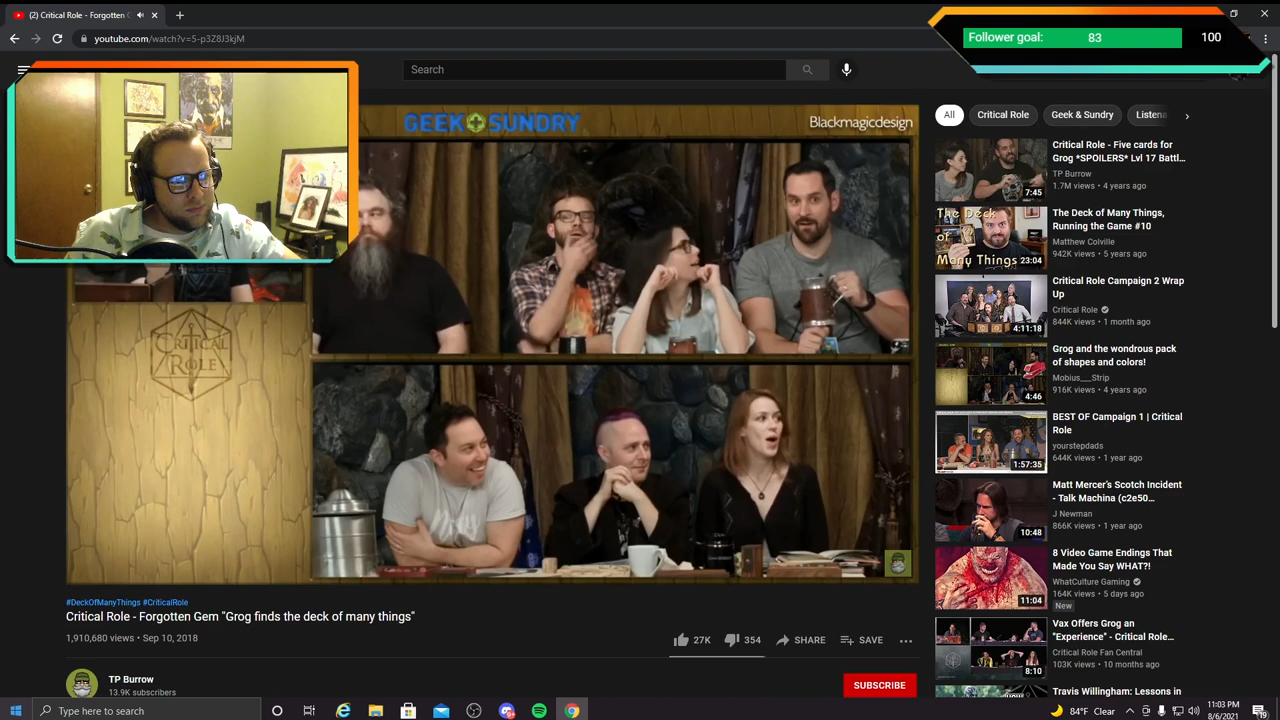 (2) Critical Role - Forgotten G
youtube.com/watch?v=5-p3Z8J3kjM
Follower goal: 83 100
Search
GEEK SUNDRY
Blackmagicdesign
CRITICAL
ROLE
All
Critical Role
Geek & Sundry
Listena
Critical Role - Five cards for
Grog *SPOILERS* Lvl 17 Battl...
TP Burrow
1.7M views • 4 years ago
7:45
The Deck
of
Many Things
23:04
The Deck of Many Things,
Running the Game #10
Matthew Colville
942K views • 5 years ago
Critical Role Campaign 2 Wrap
Up
Critical Role
844K views • 1 month ago
4:11:18
Grog and the wondrous pack
of shapes and colors!
Mobius___Strip
916K views • 4 years ago
4:46
BEST OF Campaign 1 | Critical
Role
yourstepdads
644K views • 1 year ago
1:57:35
Matt Mercer's Scotch Incident
- Talk Machina (c2e50...
J Newman
866K views • 1 year ago
10:48
8 Video Game Endings That
Made You Say WHAT?!
WhatCulture Gaming
164K views • 5 days ago
New
11:04
Vax Offers Grog an
"Experience" - Critical Role...
Critical Role Fan Central
103K views • 10 months ago
8:10
Travis Willingham: Lessons in
#DeckOfManyThings #CriticalRole
Critical Role - Forgotten Gem "Grog finds the deck of many things"
1,910,680 views • Sep 10, 2018
27K
354
SHARE
SAVE
TP Burrow
13.9K subscribers
SUBSCRIBE
Type here to search
84°F Clear
11:03 PM
8/6/2021